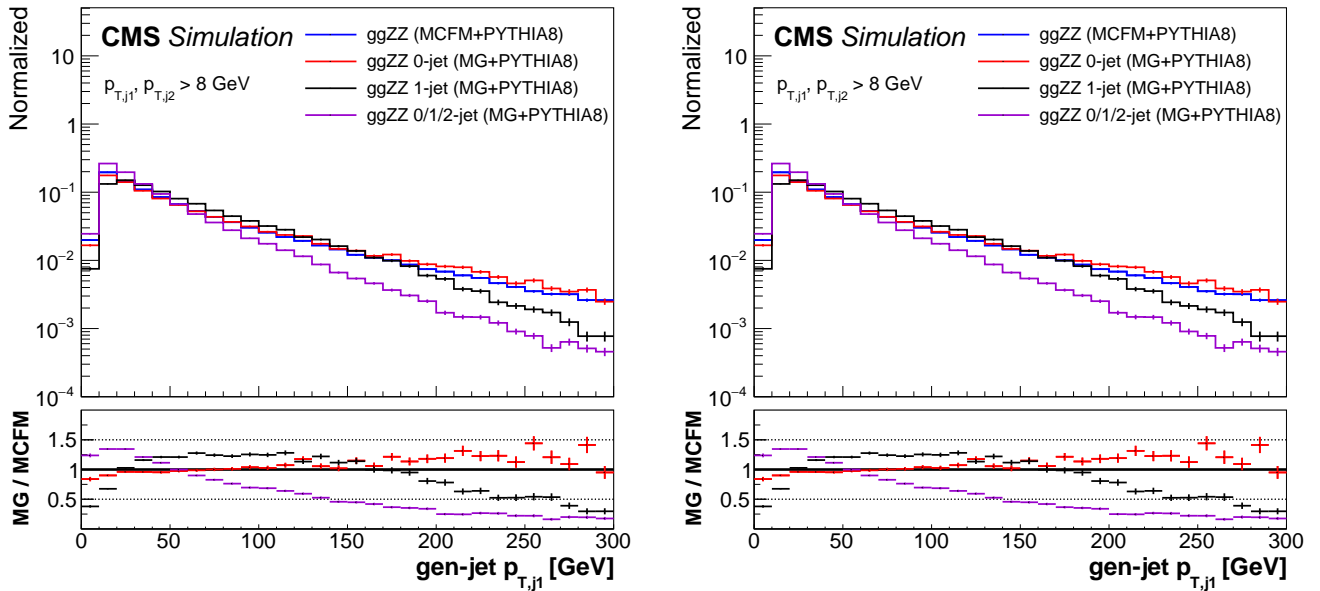 Normalized
CMS Simulation
p_T,j1, p_T,j2 > 8 GeV
ggZZ (MCFM+PYTHIA8)
ggZZ 0-jet (MG+PYTHIA8)
ggZZ 1-jet (MG+PYTHIA8)
ggZZ 0/1/2-jet (MG+PYTHIA8)
10
1
10^−1
10^−2
10^−3
10^−4
MG / MCFM
1.5
1
0.5
0 50 100 150 200 250 300
gen-jet p_T,j1 [GeV]
Normalized
CMS Simulation
p_T,j1, p_T,j2 > 8 GeV
ggZZ (MCFM+PYTHIA8)
ggZZ 0-jet (MG+PYTHIA8)
ggZZ 1-jet (MG+PYTHIA8)
ggZZ 0/1/2-jet (MG+PYTHIA8)
10
1
10^−1
10^−2
10^−3
10^−4
MG / MCFM
1.5
1
0.5
0 50 100 150 200 250 300
gen-jet p_T,j1 [GeV]